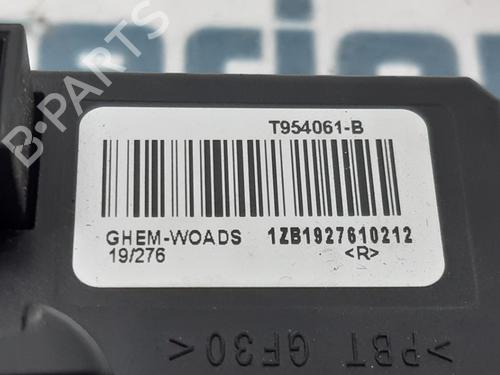 B-PARTS
T954061-B
GHEM-WOADS 1ZB1927610212
19/276 <R>
>PBT GF30<